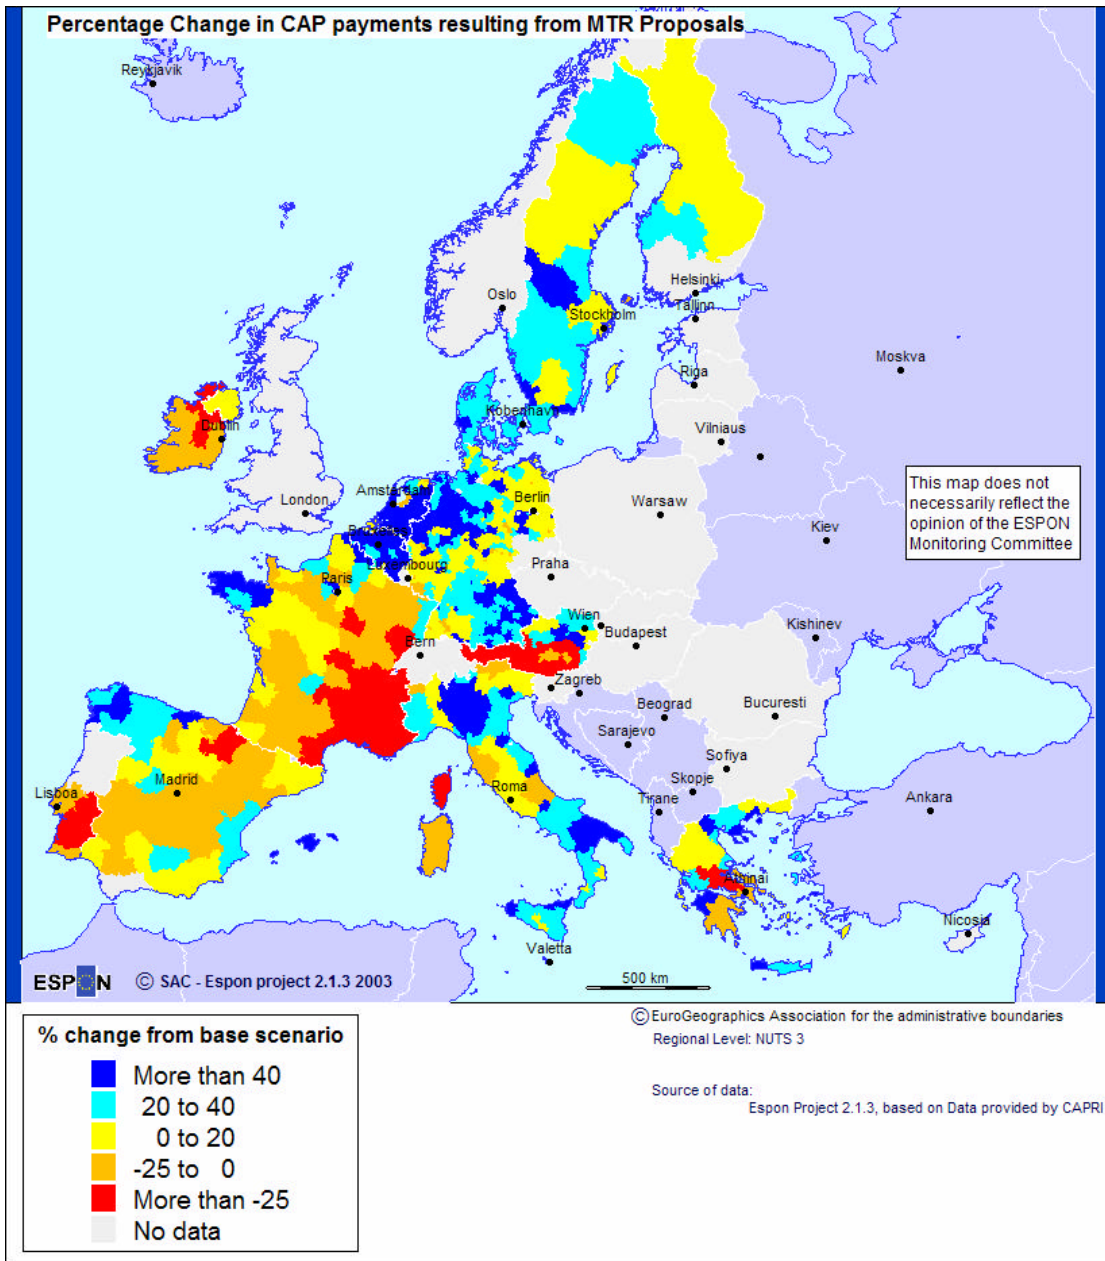 Percentage Change in CAP payments resulting from MTR Proposals
Reykjavik
Helsinki
Oslo
Tallinn
Stockholm
Moskva
Riga
Kobenhavn
Vilniaus
Dublin
This map does not
necessarily reflect the
opinion of the ESPON
Monitoring Committee
Amsterdam
Berlin
Warsaw
London
Kiev
Bruxelles
Luxembourg
Praha
Paris
Wien
Kishinev
Budapest
Bern
Zagreb
Beograd
Bucuresti
Sarajevo
Sofiya
Madrid
Skopje
Lisboa
Roma
Tirane
Ankara
Athinai
Nicosia
Valetta
ESPON © SAC - Espon project 2.1.3 2003
500 km
© EuroGeographics Association for the administrative boundaries
Regional Level: NUTS 3
% change from base scenario
More than 40
20 to 40
0 to 20
-25 to 0
More than -25
No data
Source of data:
Espon Project 2.1.3, based on Data provided by CAPRI